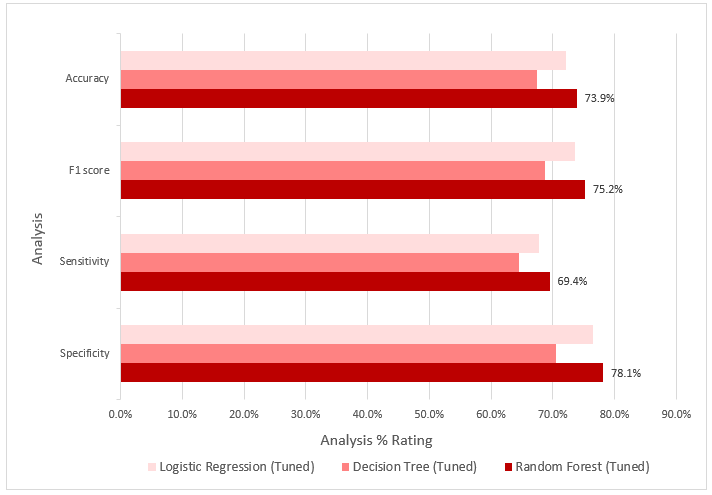 Accuracy
73.9%
F1 score
75.2%
Analysis
Sensitivity
69.4%
Specificity
78.1%
0.0% 10.0% 20.0% 30.0% 40.0% 50.0% 60.0% 70.0% 80.0% 90.0%
Analysis % Rating
Logistic Regression (Tuned) Decision Tree (Tuned) Random Forest (Tuned)